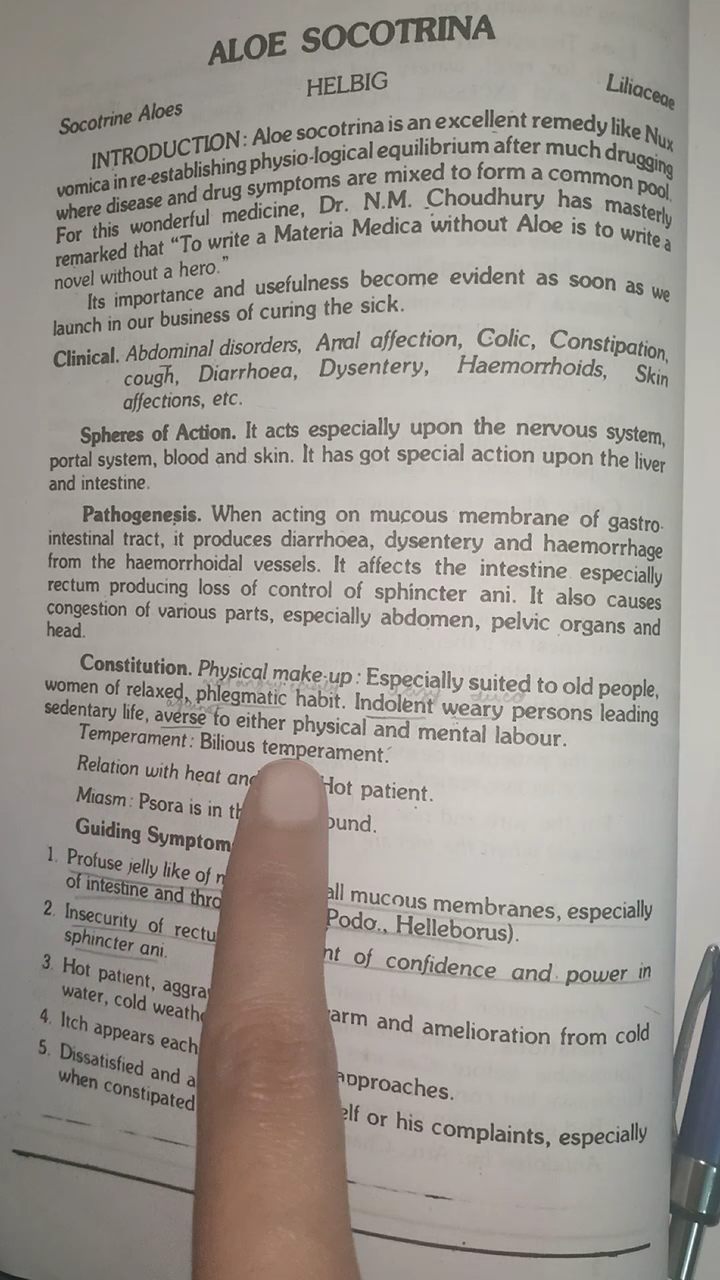 ALOE SOCOTRINA
HELBIG
Socotrine Aloes Liliaceae
INTRODUCTION : Aloe socotrina is an excellent remedy like Nux
vomica in re-establishing physio-logical equilibrium after much drugging
where disease and drug symptoms are mixed to form a common pool.
For this wonderful medicine, Dr. N.M. Choudhury has masterly
remarked that “To write a Materia Medica without Aloe is to write a
novel without a hero.”
Its importance and usefulness become evident as soon as we
launch in our business of curing the sick.
Clinical. Abdominal disorders, Anal affection, Colic, Constipation,
cough, Diarrhoea, Dysentery, Haemorrhoids, Skin
affections, etc.
Spheres of Action. It acts especially upon the nervous system,
portal system, blood and skin. It has got special action upon the liver
and intestine.
Pathogenesis. When acting on mucous membrane of gastro-
intestinal tract, it produces diarrhoea, dysentery and haemorrhage
from the haemorrhoidal vessels. It affects the intestine especially
rectum producing loss of control of sphincter ani. It also causes
congestion of various parts, especially abdomen, pelvic organs and
head.
Constitution. Physical make-up : Especially suited to old people,
women of relaxed, phlegmatic habit. Indolent weary persons leading
sedentary life, averse to either physical and mental labour.
Temperament : Bilious temperament.
Relation with heat Hot patient.
Miasm : Psora is in
Guiding
1. Profuse jelly like of all mucous membranes, especially
of intestine and Podo., Helleborus).
2. Insecurity of of confidence and power in
sphincter ani.
3. Hot patient, warm and amelioration from cold
water, cold
4. Itch appears each approaches.
5. Dissatisfied and or his complaints, especially
when constipated